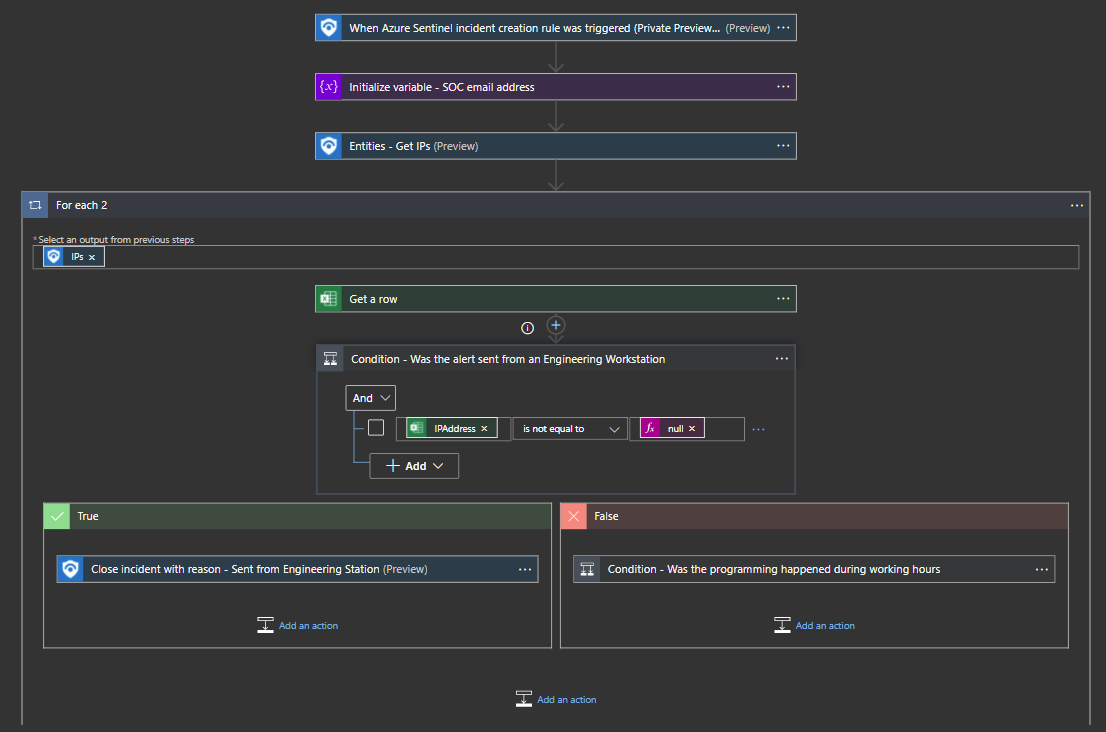 When Azure Sentinel incident creation rule was triggered (Private Preview... (Preview) ...
{x} Initialize variable - SOC email address ...
Entities - Get IPs (Preview) ...
For each 2 ...
*Select an output from previous steps
IPs ×
Get a row ...
Condition - Was the alert sent from an Engineering Workstation ...
And
IPAddress × is not equal to fx null × ...
+ Add
True
False
Close incident with reason - Sent from Engineering Station (Preview) ...
Condition - Was the programming happened during working hours ...
Add an action
Add an action
Add an action